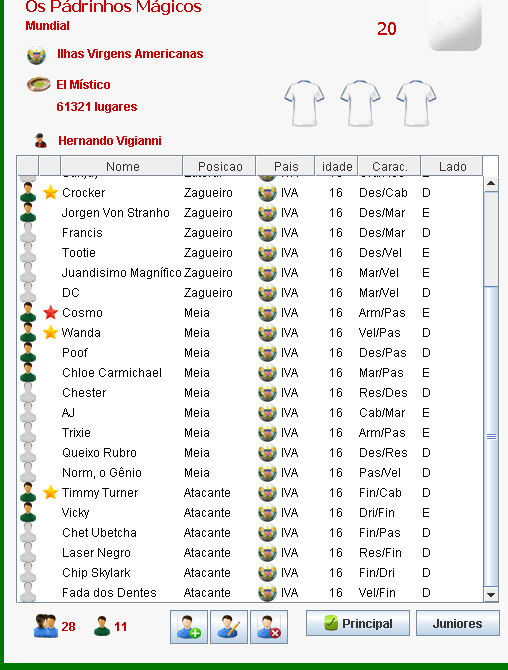 Os Pádrinhos Mágicos
Mundial
20
Ilhas Virgens Americanas
El Místico
61321 lugares
Hernando Vigianni
Nome Posicao Pais idade Carac. Lado
Crocker Zagueiro IVA 16 Des/Cab D
Jorgen Von Stranho Zagueiro IVA 16 Des/Mar E
Francis Zagueiro IVA 16 Des/Mar D
Tootie Zagueiro IVA 16 Des/Vel E
Juandisimo Magnífico Zagueiro IVA 16 Mar/Vel E
DC Zagueiro IVA 16 Mar/Vel D
Cosmo Meia IVA 16 Arm/Pas E
Wanda Meia IVA 16 Vel/Pas D
Poof Meia IVA 16 Des/Pas D
Chloe Carmichael Meia IVA 16 Mar/Pas E
Chester Meia IVA 16 Res/Des D
AJ Meia IVA 16 Cab/Mar E
Trixie Meia IVA 16 Arm/Pas E
Queixo Rubro Meia IVA 16 Des/Res D
Norm, o Gênio Meia IVA 16 Pas/Vel D
Timmy Turner Atacante IVA 16 Fin/Cab D
Vicky Atacante IVA 16 Dri/Fin E
Chet Ubetcha Atacante IVA 16 Fin/Pas D
Laser Negro Atacante IVA 16 Res/Fin D
Chip Skylark Atacante IVA 16 Fin/Dri D
Fada dos Dentes Atacante IVA 16 Vel/Fin D
28 11 Principal Juniores